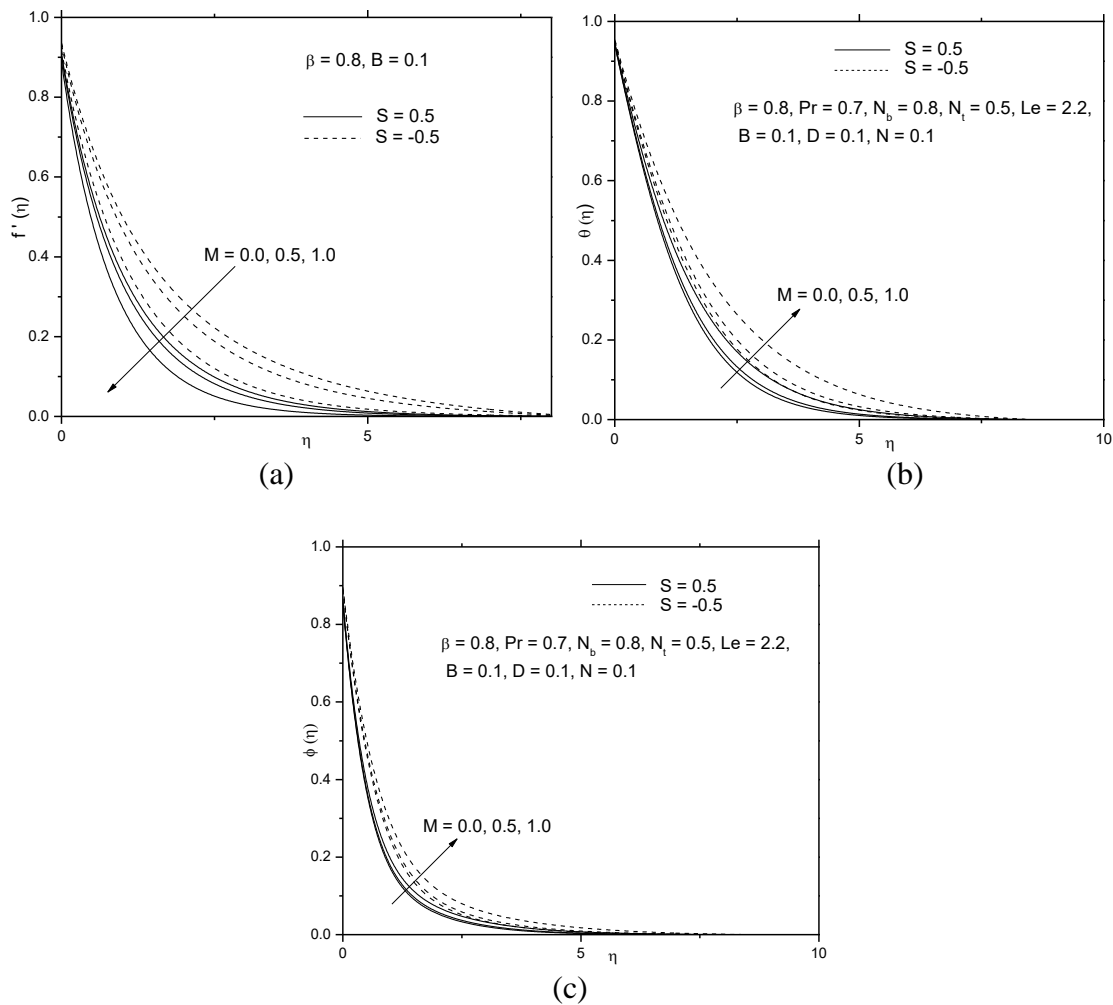 1.0
0.8
0.6
0.4
0.2
0.0
f ' (η)
β = 0.8, B = 0.1
S = 0.5
S = -0.5
M = 0.0, 0.5, 1.0
0
5
η
(a)
1.0
0.8
0.6
0.4
0.2
0.0
θ (η)
S = 0.5
S = -0.5
β = 0.8, Pr = 0.7, N_b = 0.8, N_t = 0.5, Le = 2.2,
B = 0.1, D = 0.1, N = 0.1
M = 0.0, 0.5, 1.0
0
5
10
η
(b)
1.0
0.8
0.6
0.4
0.2
0.0
ϕ (η)
S = 0.5
S = -0.5
β = 0.8, Pr = 0.7, N_b = 0.8, N_t = 0.5, Le = 2.2,
B = 0.1, D = 0.1, N = 0.1
M = 0.0, 0.5, 1.0
0
5
10
η
(c)